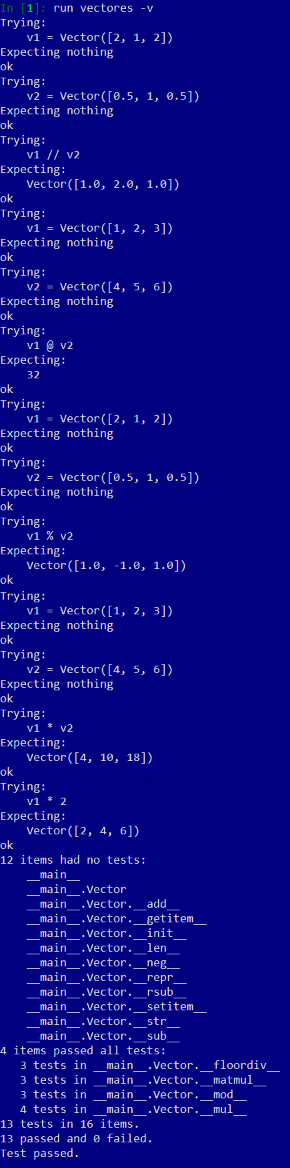 In [1]: run vectores -v
Trying:
    v1 = Vector([2, 1, 2])
Expecting nothing
ok
Trying:
    v2 = Vector([0.5, 1, 0.5])
Expecting nothing
ok
Trying:
    v1 // v2
Expecting:
    Vector([1.0, 2.0, 1.0])
ok
Trying:
    v1 = Vector([1, 2, 3])
Expecting nothing
ok
Trying:
    v2 = Vector([4, 5, 6])
Expecting nothing
ok
Trying:
    v1 @ v2
Expecting:
    32
ok
Trying:
    v1 = Vector([2, 1, 2])
Expecting nothing
ok
Trying:
    v2 = Vector([0.5, 1, 0.5])
Expecting nothing
ok
Trying:
    v1 % v2
Expecting:
    Vector([1.0, -1.0, 1.0])
ok
Trying:
    v1 = Vector([1, 2, 3])
Expecting nothing
ok
Trying:
    v2 = Vector([4, 5, 6])
Expecting nothing
ok
Trying:
    v1 * v2
Expecting:
    Vector([4, 10, 18])
ok
Trying:
    v1 * 2
Expecting:
    Vector([2, 4, 6])
ok
12 items had no tests:
    __main__
    __main__.Vector
    __main__.Vector.__add__
    __main__.Vector.__getitem__
    __main__.Vector.__init__
    __main__.Vector.__len__
    __main__.Vector.__neg__
    __main__.Vector.__repr__
    __main__.Vector.__rsub__
    __main__.Vector.__setitem__
    __main__.Vector.__str__
    __main__.Vector.__sub__
4 items passed all tests:
   3 tests in __main__.Vector.__floordiv__
   3 tests in __main__.Vector.__matmul__
   3 tests in __main__.Vector.__mod__
   4 tests in __main__.Vector.__mul__
13 tests in 16 items.
13 passed and 0 failed.
Test passed.